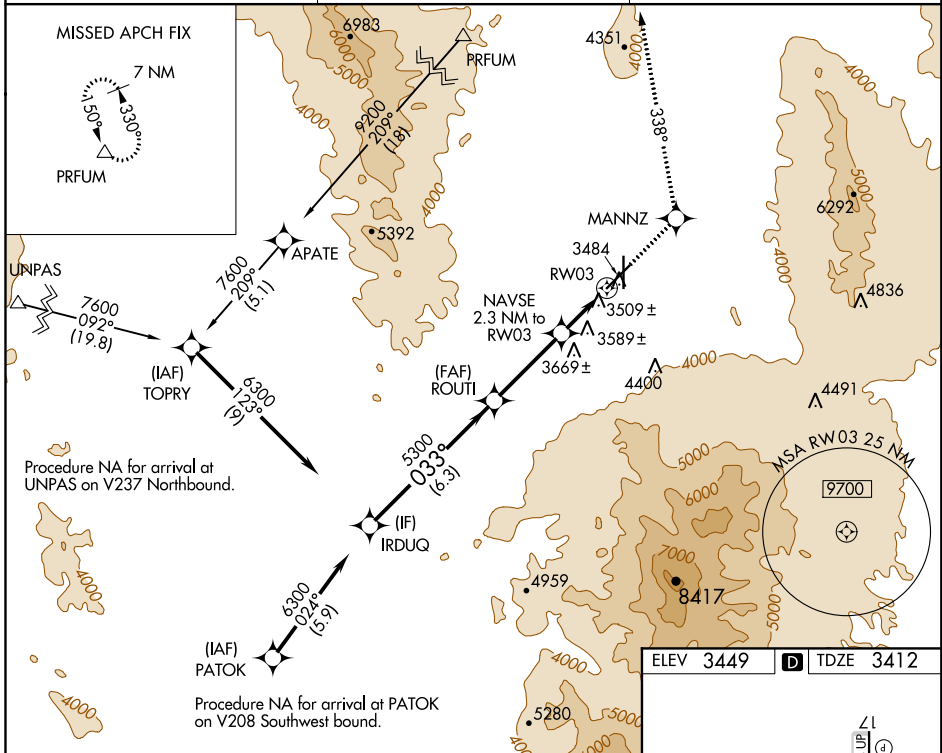 MISSED APCH FIX
7 NM
150°
330°
PRFUM
6983
6000
5000
4000
4000
PRFUM
9200
209°
(18)
4351
4000
338°
4000
5000
6292
4000
4836
5392
APATE
7600
209°
(5.1)
UNPAS
7600
092°
(19.8)
(IAF)
TOPRY
6300
123°
(9)
MANNZ
3484
RW03
NAVSE
2.3 NM to
RW03
3509 ±
3589 ±
3669 ±
4400
4000
4491
(FAF)
ROUTI
5300
033°
(6.3)
Procedure NA for arrival at
UNPAS on V237 Northbound.
4000
(IF)
IRDUQ
6300
024°
(5.9)
(IAF)
PATOK
Procedure NA for arrival at PATOK
on V208 Southwest bound.
4000
5000
6000
7000
8417
5000
4959
4000
5280
5000
4000
MSA RW03 25 NM
9700
ELEV 3449 D TDZE 3412
17
UP
P